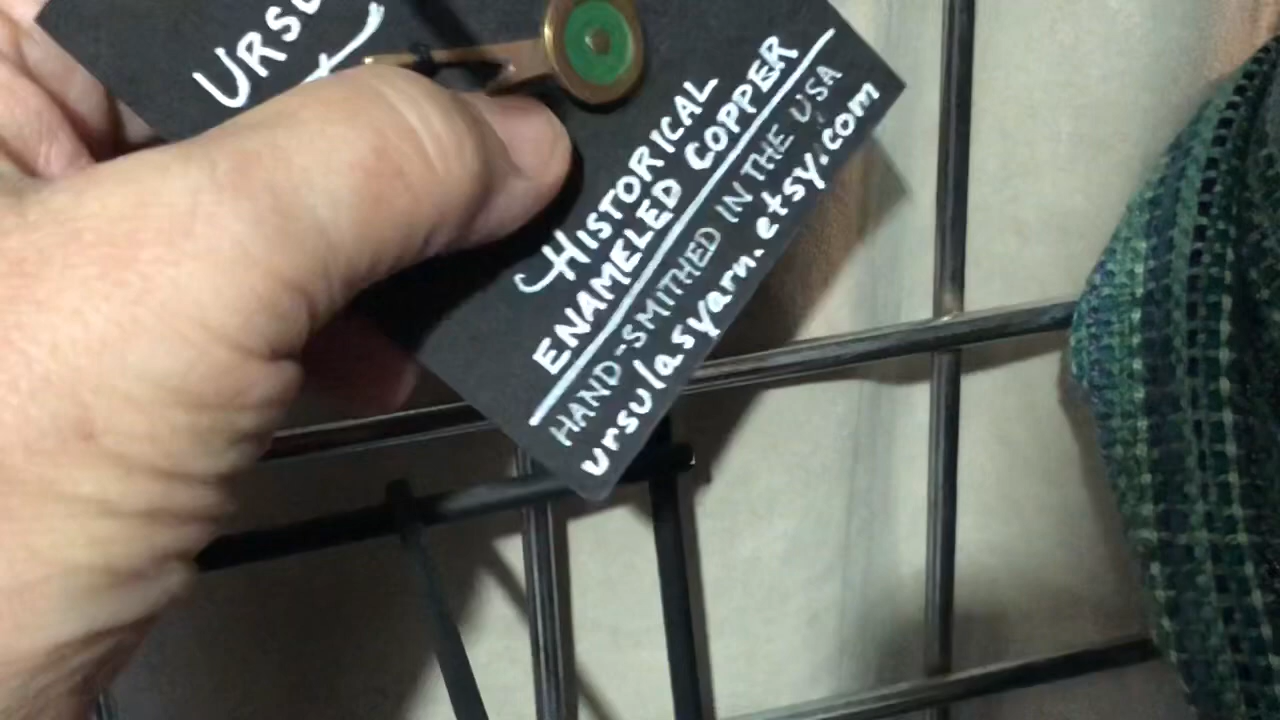 HISTORICAL
ENAMELED COPPER
HAND-SMITHED IN THE USA
ursulasyarn.etsy.com